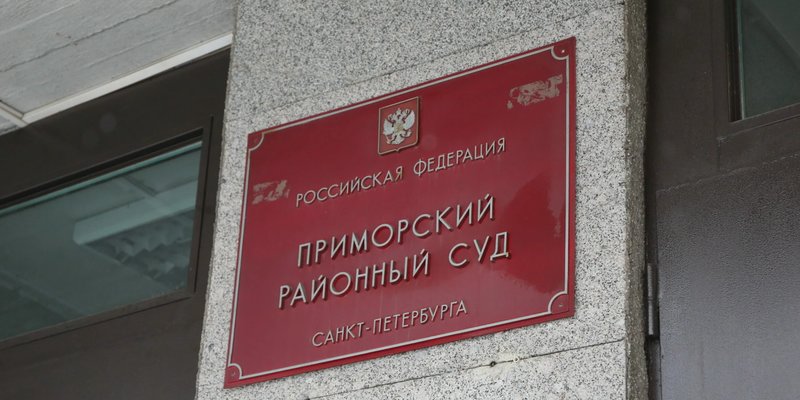 РОССИЙСКАЯ ФЕДЕРАЦИЯ
ПРИМОРСКИЙ
РАЙОННЫЙ СУД
САНКТ-ПЕТЕРБУРГА